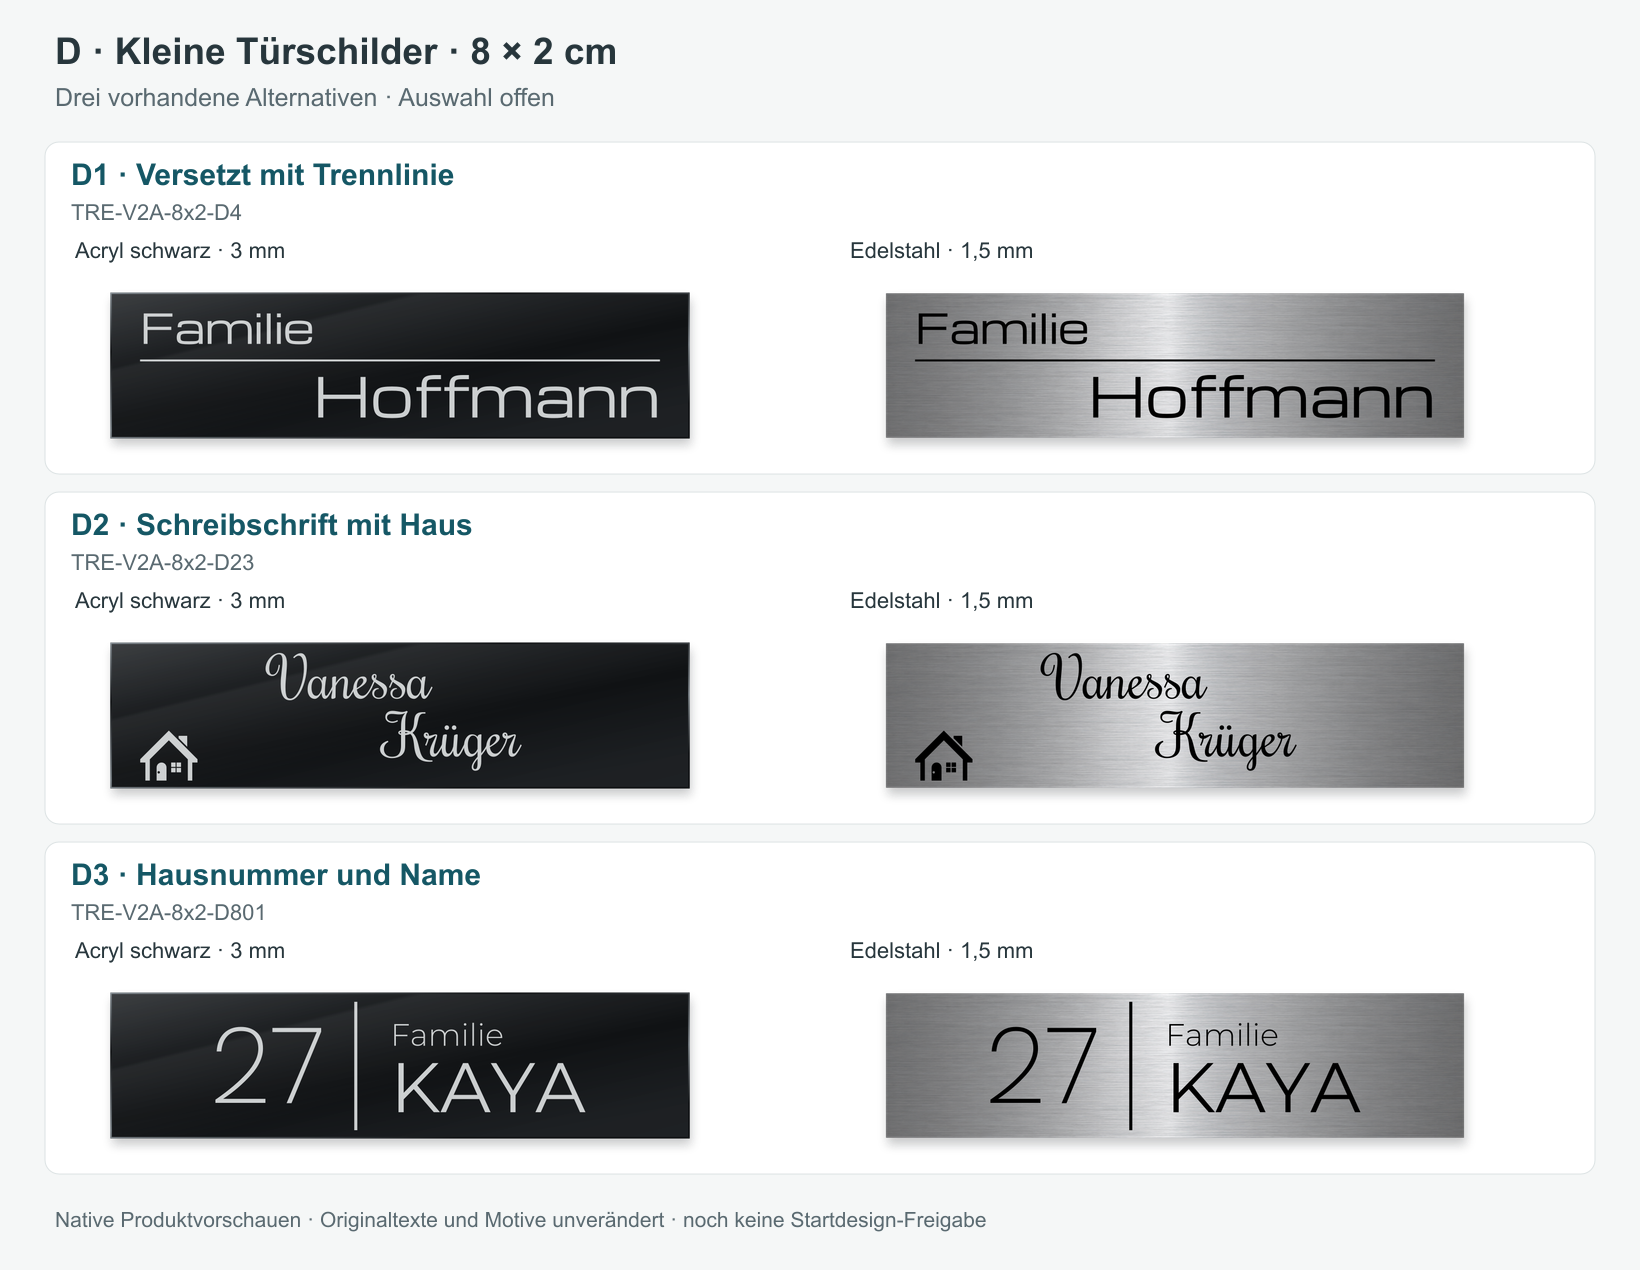 D · Kleine Türschilder · 8 × 2 cm
Drei vorhandene Alternativen · Auswahl offen
D1 · Versetzt mit Trennlinie
TRE-V2A-8x2-D4
Acryl schwarz · 3 mm
Edelstahl · 1,5 mm
Familie
Hoffmann
Familie
Hoffmann
D2 · Schreibschrift mit Haus
TRE-V2A-8x2-D23
Acryl schwarz · 3 mm
Edelstahl · 1,5 mm
Vanessa
Krüger
Vanessa
Krüger
D3 · Hausnummer und Name
TRE-V2A-8x2-D801
Acryl schwarz · 3 mm
Edelstahl · 1,5 mm
27
Familie
KAYA
27
Familie
KAYA
Native Produktvorschauen · Originaltexte und Motive unverändert · noch keine Startdesign-Freigabe